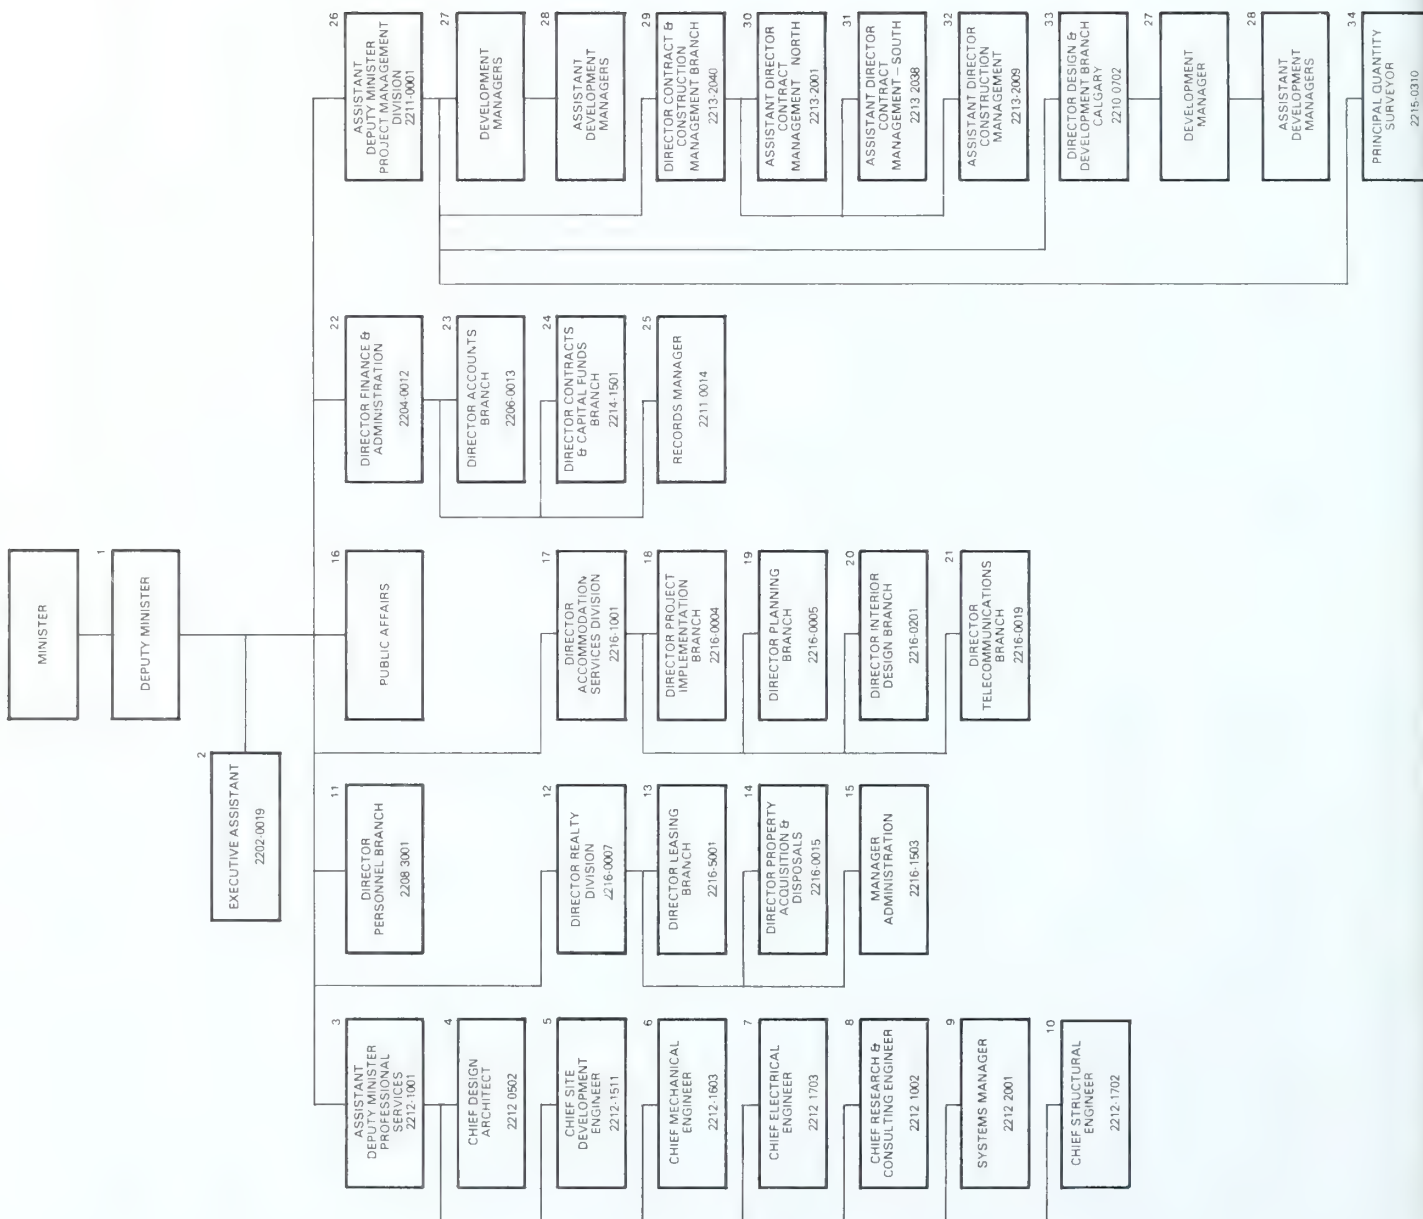 MINISTER
1
DEPUTY MINISTER
2
EXECUTIVE ASSISTANT
2202-0019
3
ASSISTANT
DEPUTY MINISTER
PROFESSIONAL
SERVICES
2212-1001
4
CHIEF DESIGN
ARCHITECT
2212 0502
5
CHIEF SITE
DEVELOPMENT
ENGINEER
2212-1511
6
CHIEF MECHANICAL
ENGINEER
2212-1603
7
CHIEF ELECTRICAL
ENGINEER
2212 1703
8
CHIEF RESEARCH &
CONSULTING ENGINEER
2212 1002
9
SYSTEMS MANAGER
2212 2001
10
CHIEF STRUCTURAL
ENGINEER
2212-1702
11
DIRECTOR
PERSONNEL BRANCH
2208 3001
12
DIRECTOR REALTY
DIVISION
2216-0007
13
DIRECTOR LEASING
BRANCH
2216-5001
14
DIRECTOR PROPERTY
ACQUISITION &
DISPOSALS
2216-0015
15
MANAGER
ADMINISTRATION
2216-1503
16
PUBLIC AFFAIRS
17
DIRECTOR
ACCOMMODATION
SERVICES DIVISION
2216-1001
18
DIRECTOR PROJECT
IMPLEMENTATION
BRANCH
2216-0004
19
DIRECTOR PLANNING
BRANCH
2216-0005
20
DIRECTOR INTERIOR
DESIGN BRANCH
2216-0201
21
DIRECTOR
TELECOMMUNICATIONS
BRANCH
2216-0019
22
DIRECTOR FINANCE &
ADMINISTRATION
2204-0012
23
DIRECTOR ACCOUNTS
BRANCH
2206-0013
24
DIRECTOR CONTRACTS
& CAPITAL FUNDS
BRANCH
2214-1501
25
RECORDS MANAGER
2211 0014
26
ASSISTANT
DEPUTY MINISTER
PROJECT MANAGEMENT
DIVISION
2211-0001
27
DEVELOPMENT
MANAGERS
28
ASSISTANT
DEVELOPMENT
MANAGERS
29
DIRECTOR CONTRACT &
CONSTRUCTION
MANAGEMENT BRANCH
2213-2040
30
ASSISTANT DIRECTOR
CONTRACT
MANAGEMENT NORTH
2213-2001
31
ASSISTANT DIRECTOR
CONTRACT
MANAGEMENT – SOUTH
2213 2038
32
ASSISTANT DIRECTOR
CONSTRUCTION
MANAGEMENT
2213-2009
33
DIRECTOR DESIGN &
DEVELOPMENT BRANCH
CALGARY
2210 0702
27
DEVELOPMENT
MANAGER
28
ASSISTANT
DEVELOPMENT
MANAGERS
34
PRINCIPAL QUANTITY
SURVEYOR
2215-0310